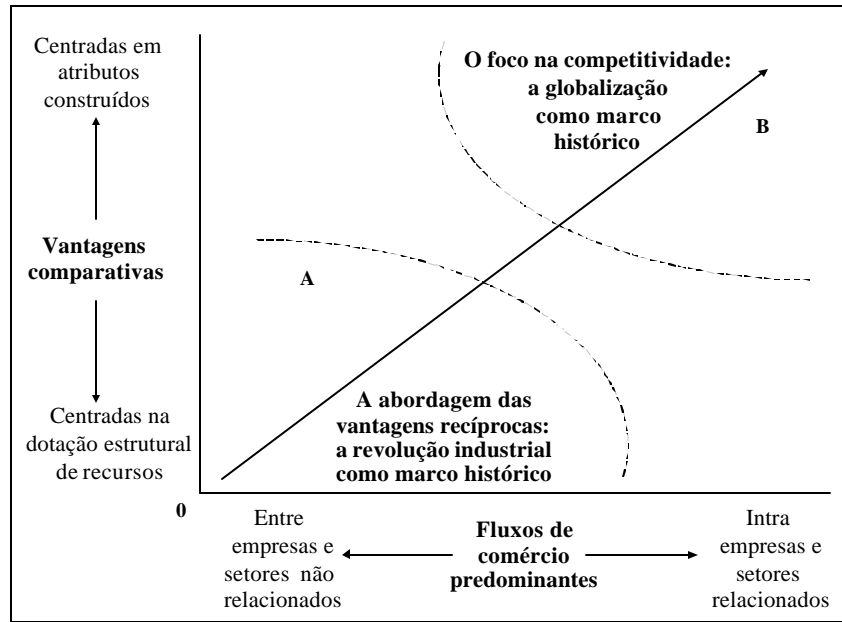 Centradas em
atributos
construídos
Vantagens
comparativas
Centradas na
dotação estrutural
de recursos
O foco na competitividade:
a globalização
como marco
histórico
B
A
A abordagem das
vantagens recíprocas:
a revolução industrial
como marco histórico
0
Entre
empresas e
setores não
relacionados
Fluxos de
comércio
predominantes
Intra
empresas e
setores
relacionados